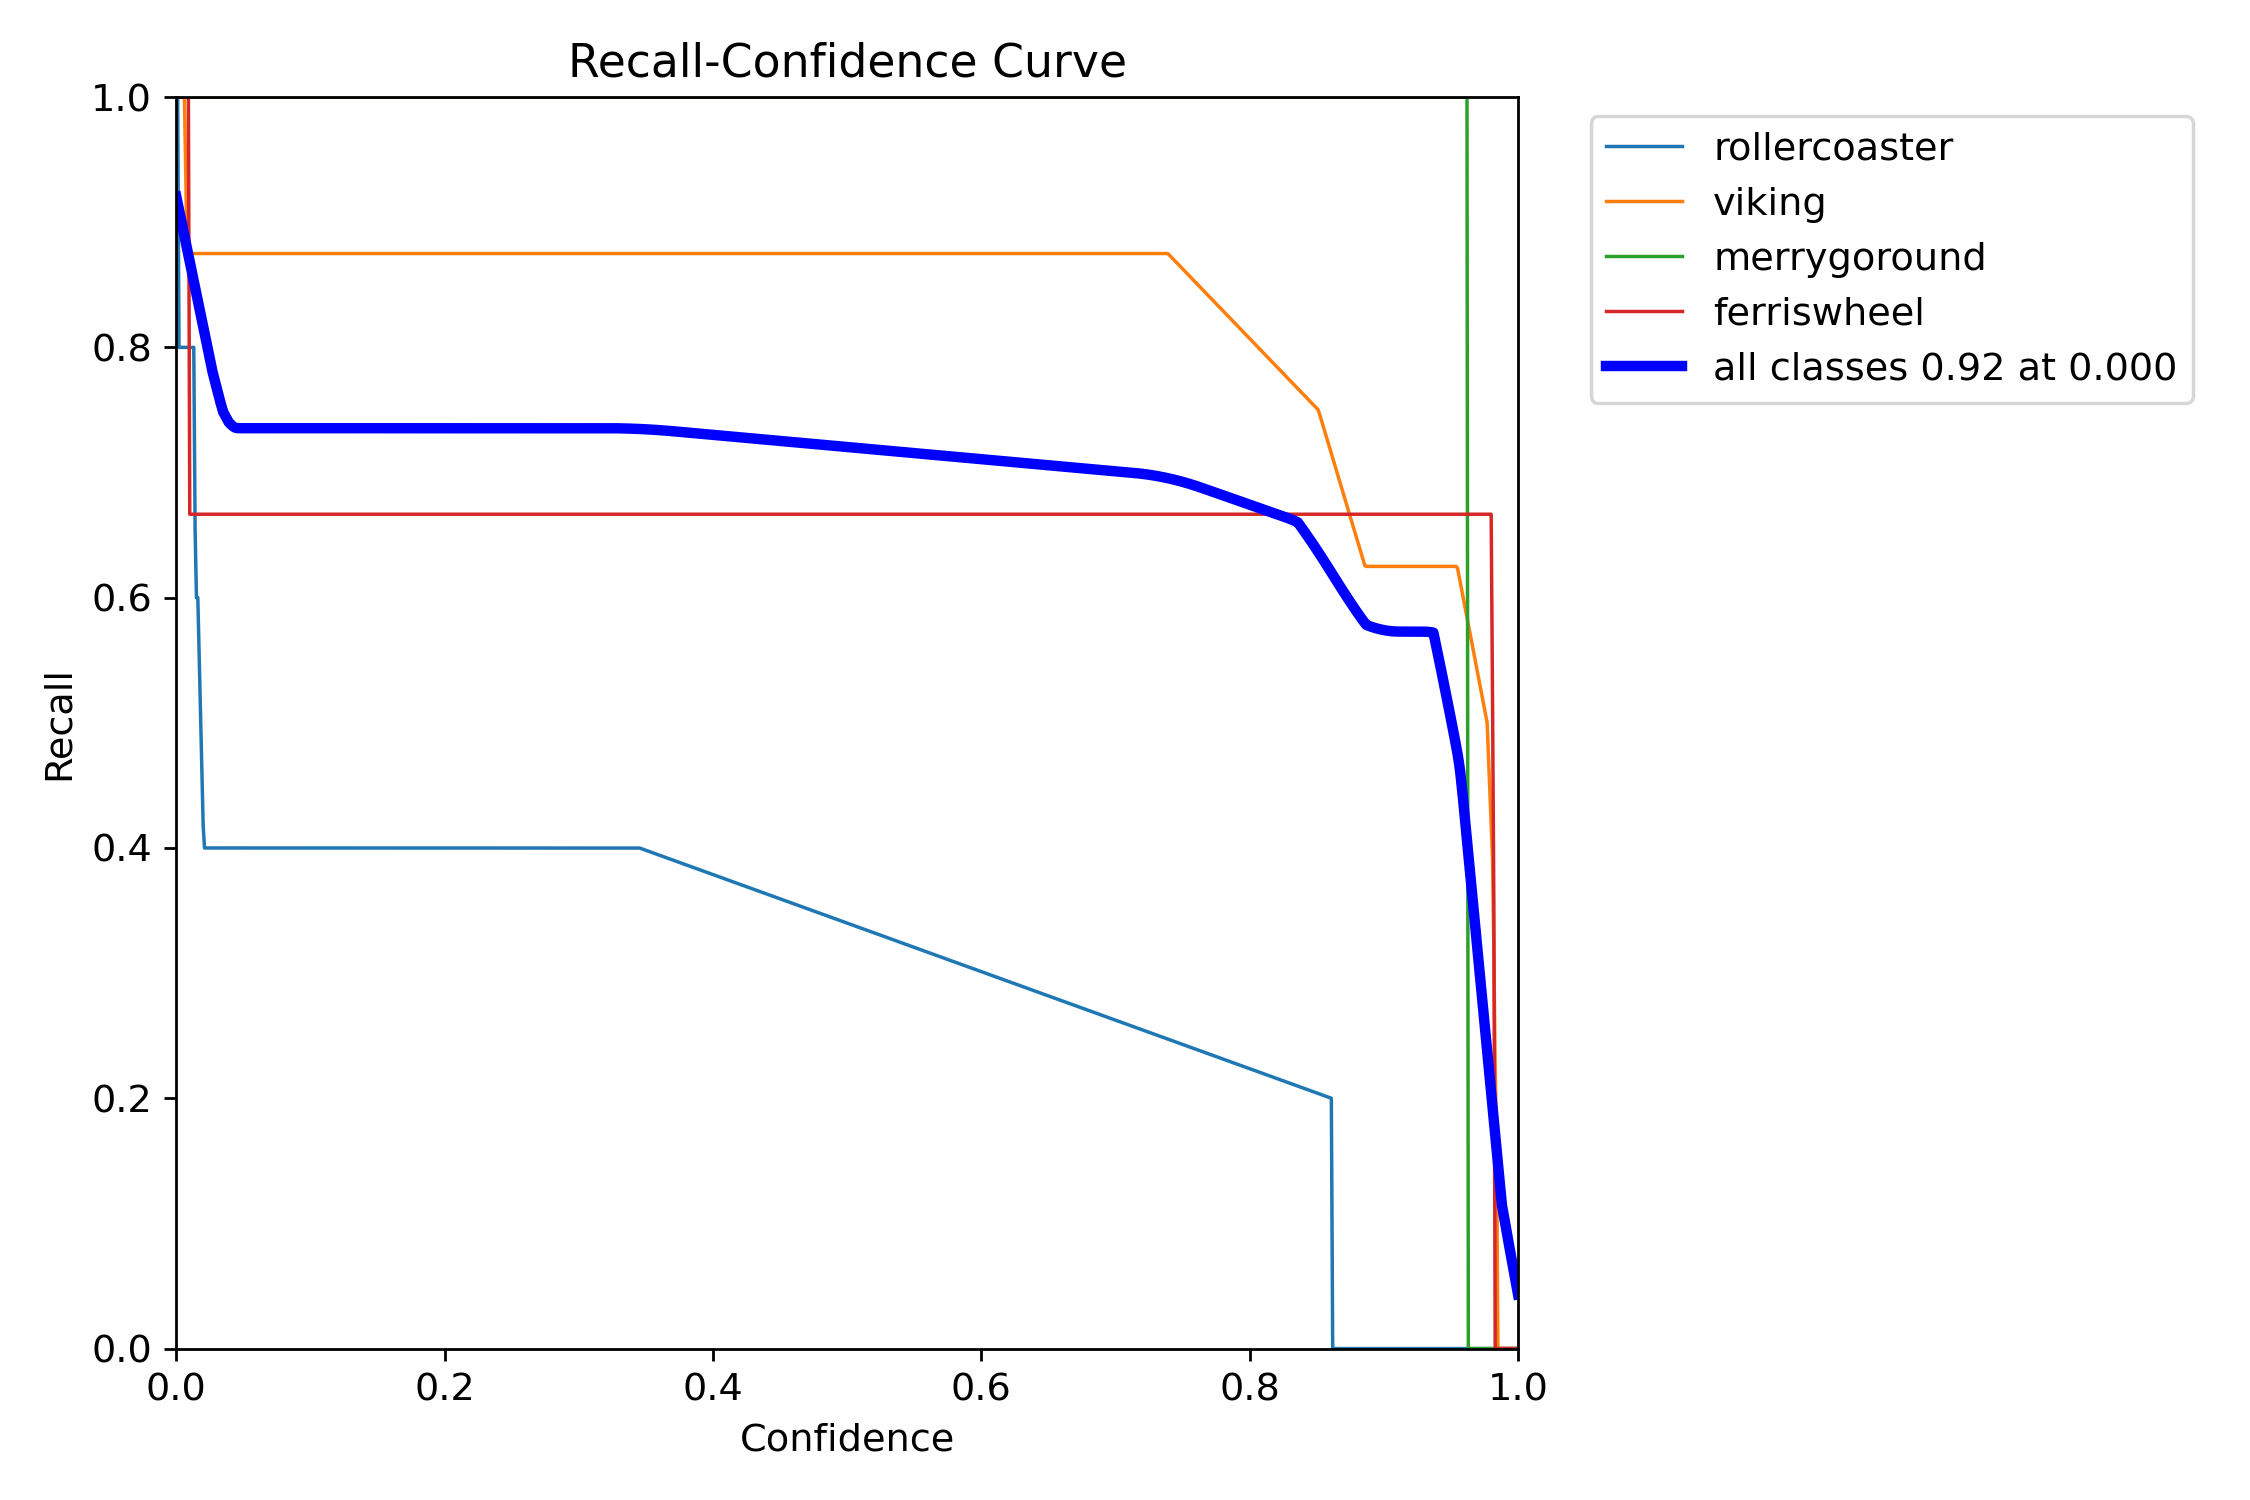 Recall-Confidence Curve
1.0
0.8
0.6
0.4
0.2
0.0
Recall
0.0 0.2 0.4 0.6 0.8 1.0
Confidence
rollercoaster
viking
merrygoround
ferriswheel
all classes 0.92 at 0.000